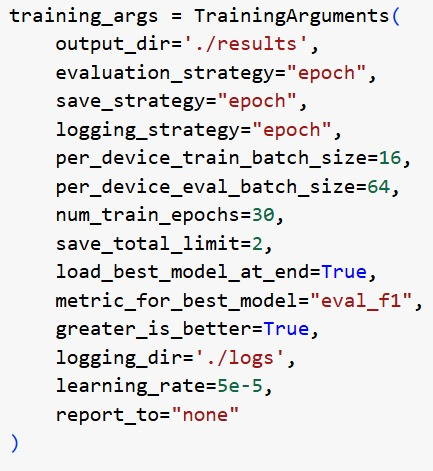 training_args = TrainingArguments(
    output_dir='./results',
    evaluation_strategy="epoch",
    save_strategy="epoch",
    logging_strategy="epoch",
    per_device_train_batch_size=16,
    per_device_eval_batch_size=64,
    num_train_epochs=30,
    save_total_limit=2,
    load_best_model_at_end=True,
    metric_for_best_model="eval_f1",
    greater_is_better=True,
    logging_dir='./logs',
    learning_rate=5e-5,
    report_to="none"
)